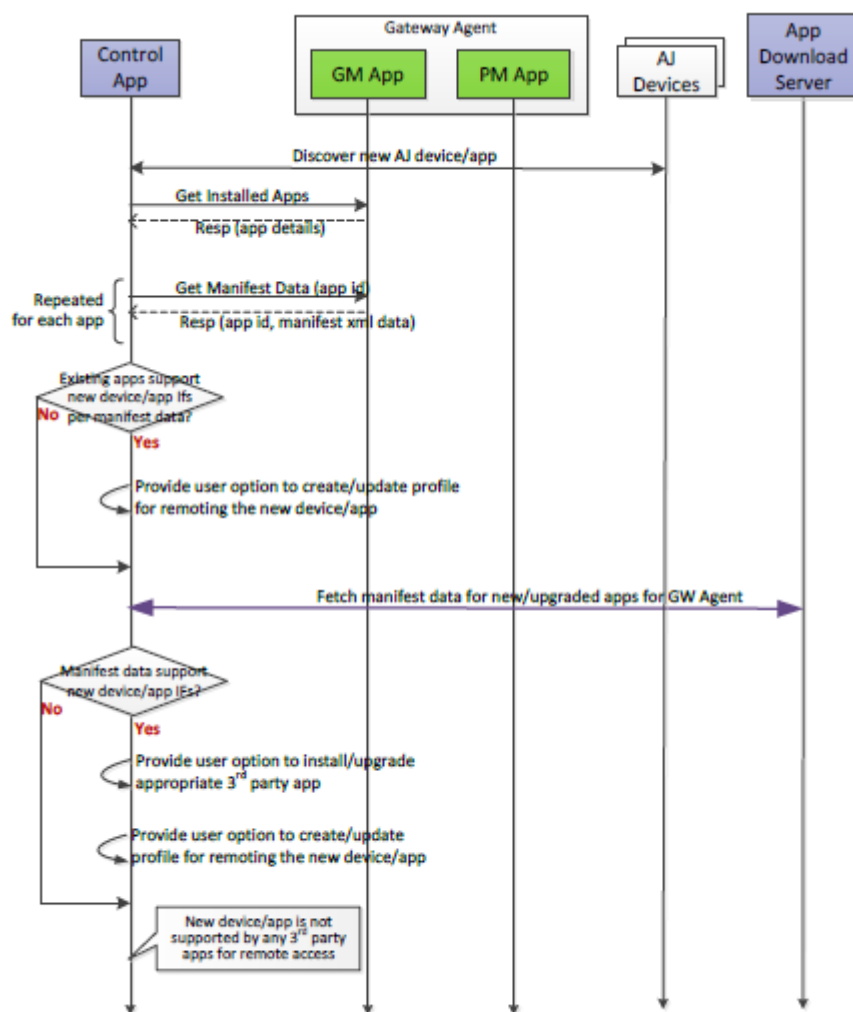 Gateway Agent
Control
App
GM App
PM App
AJ
Devices
App
Download
Server
Discover new AJ device/app
Get Installed Apps
Resp (app details)
Repeated
for each app
Get Manifest Data (app id)
Resp (app id, manifest xml data)
Existing apps support
new device/app Ifs
per manifest data?
No
Yes
Provide user option to create/update profile
for remoting the new device/app
Fetch manifest data for new/upgraded apps for GW Agent
Manifest data support
new device/app IFs?
No
Yes
Provide user option to install/upgrade
appropriate 3rd party app
Provide user option to create/update
profile for remoting the new device/app
New device/app is not
supported by any 3rd party
apps for remote access